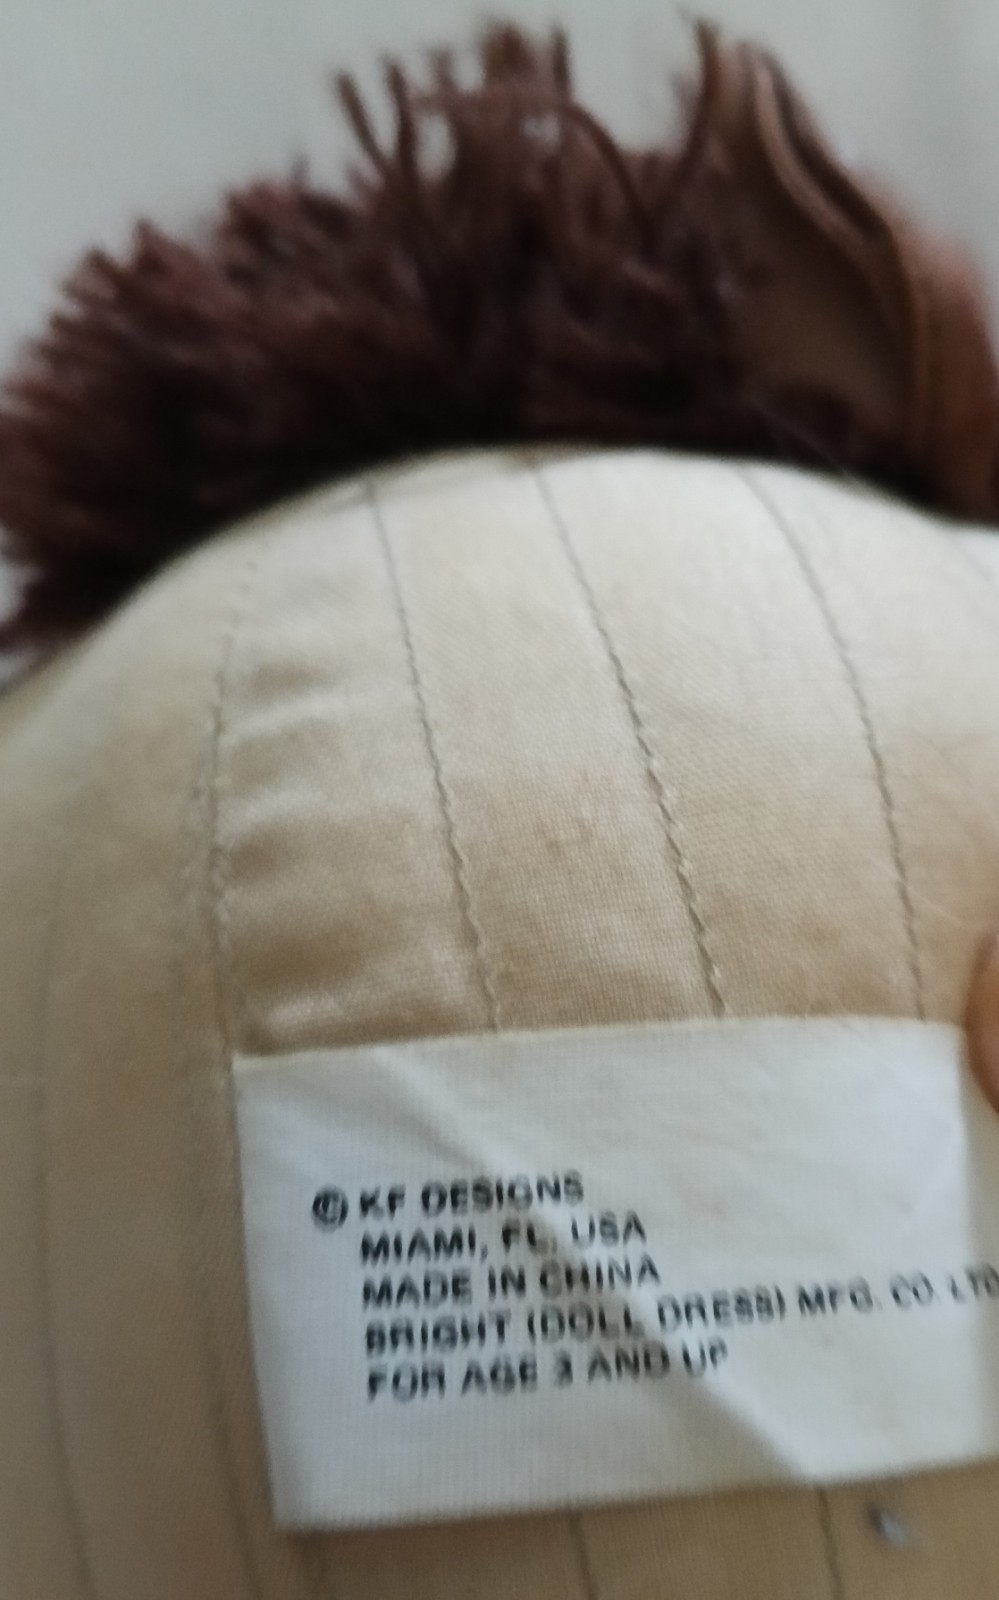 © KF DESIGNS
MIAMI, FL. USA
MADE IN CHINA
BRIGHT (DOLL DRESS) MFG. CO. LTD
FOR AGE 3 AND UP